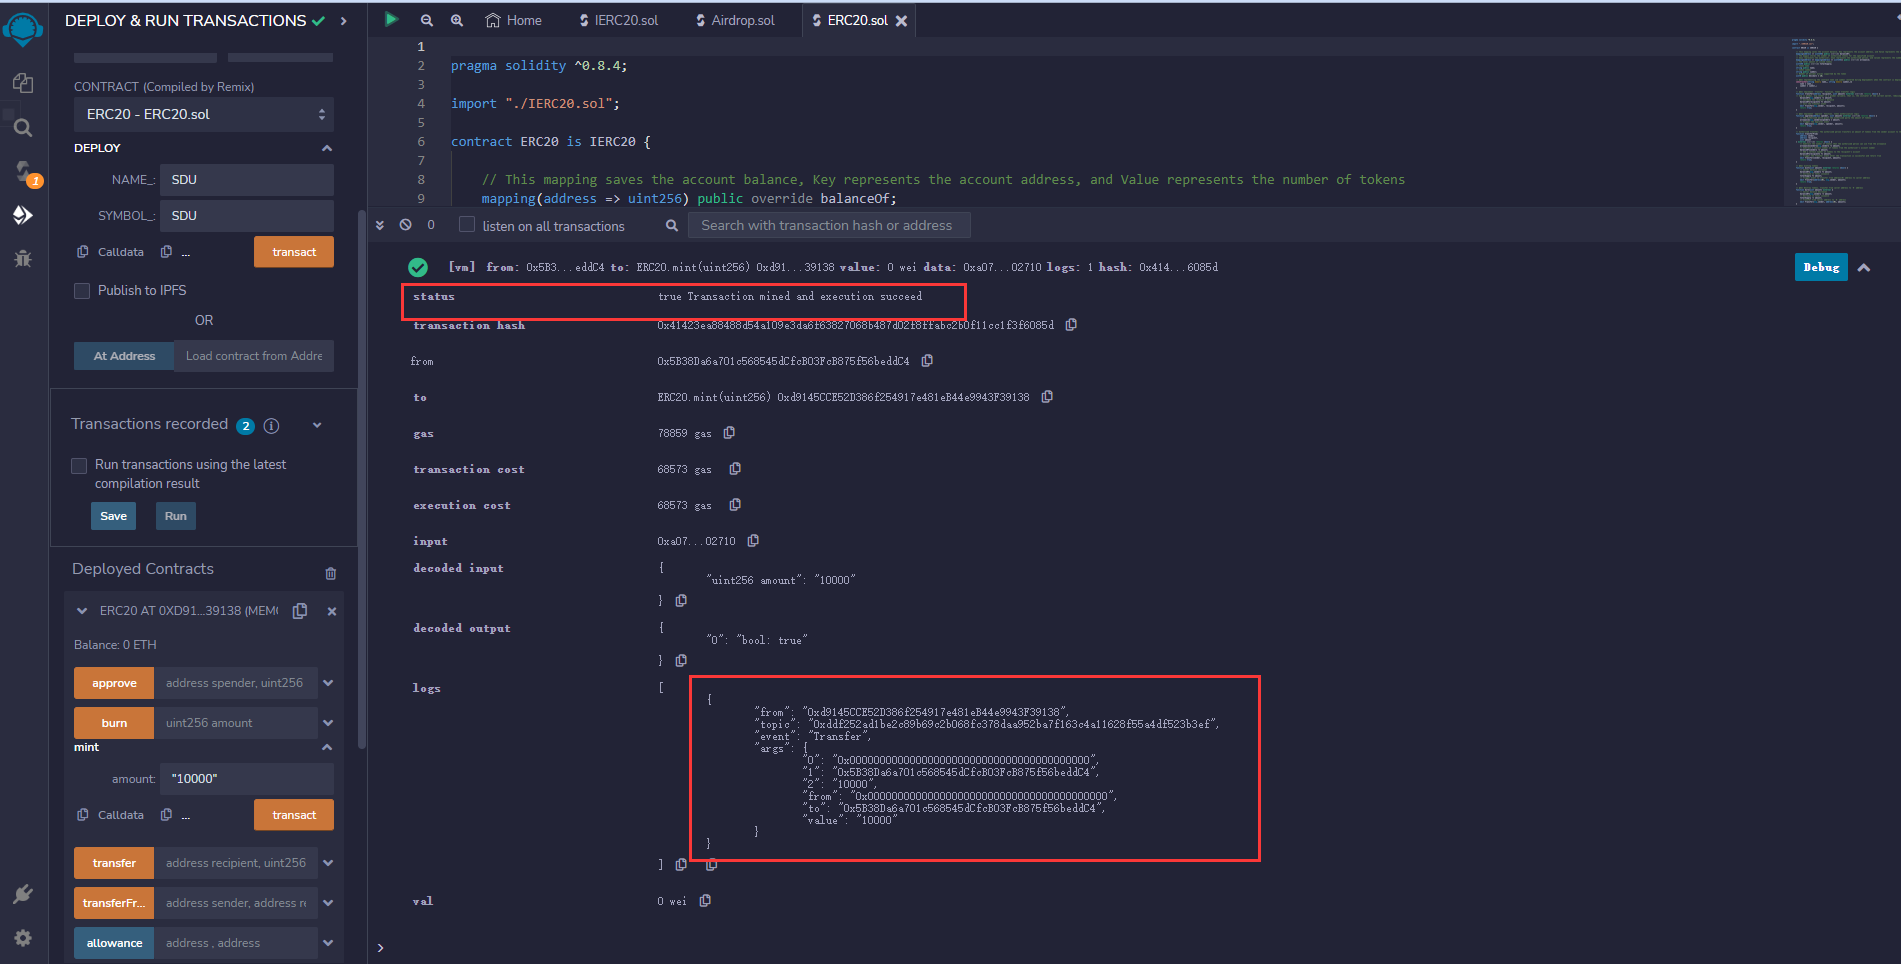 DEPLOY & RUN TRANSACTIONS
CONTRACT (Compiled by Remix)
ERC20 - ERC20.sol
DEPLOY
NAME_: SDU
SYMBOL_: SDU
Calldata ... transact
Publish to IPFS
OR
At Address Load contract from Addre
Transactions recorded 2 i
Run transactions using the latest
compilation result
Save Run
Deployed Contracts
ERC20 AT 0XD91...39138 (MEM
Balance: 0 ETH
approve address spender, uint256
burn uint256 amount
mint
amount: "10000"
Calldata ... transact
transfer address recipient, uint256
transferFr... address sender, address re
allowance address , address
1
Home IERC20.sol Airdrop.sol ERC20.sol
1
2 pragma solidity ^0.8.4;
3
4 import "./IERC20.sol";
5
6 contract ERC20 is IERC20 {
7
8 // This mapping saves the account balance, Key represents the account address, and Value represents the number of tokens
9 mapping(address => uint256) public override balanceOf;
0 listen on all transactions Search with transaction hash or address
[vm] from: 0x5B3...eddC4 to: ERC20.mint(uint256) 0xd91...39138 value: 0 wei data: 0xa07...02710 logs: 1 hash: 0x414...6085d
Debug
status true Transaction mined and execution succeed
transaction hash 0x41423ea88488d54a109e3da6f63827068b487d02f8ffabc2b0f11cc1f3f6085d
from 0x5B38Da6a701c568545dCfcB03FcB875f56beddC4
to ERC20.mint(uint256) 0xd9145CCE52D386f254917e481eB44e9943F39138
gas 78859 gas
transaction cost 68573 gas
execution cost 68573 gas
input 0xa07...02710
decoded input {
"uint256 amount": "10000"
}
decoded output {
"0": "bool: true"
}
logs [
{
"from": "0xd9145CCE52D386f254917e481eB44e9943F39138",
"topic": "0xddf252ad1be2c89b69c2b068fc378daa952ba7f163c4a11628f55a4df523b3ef",
"event": "Transfer",
"args": {
"0": "0x0000000000000000000000000000000000000000",
"1": "0x5B38Da6a701c568545dCfcB03FcB875f56beddC4",
"2": "10000",
"from": "0x0000000000000000000000000000000000000000",
"to": "0x5B38Da6a701c568545dCfcB03FcB875f56beddC4",
"value": "10000"
}
}
]
val 0 wei
>